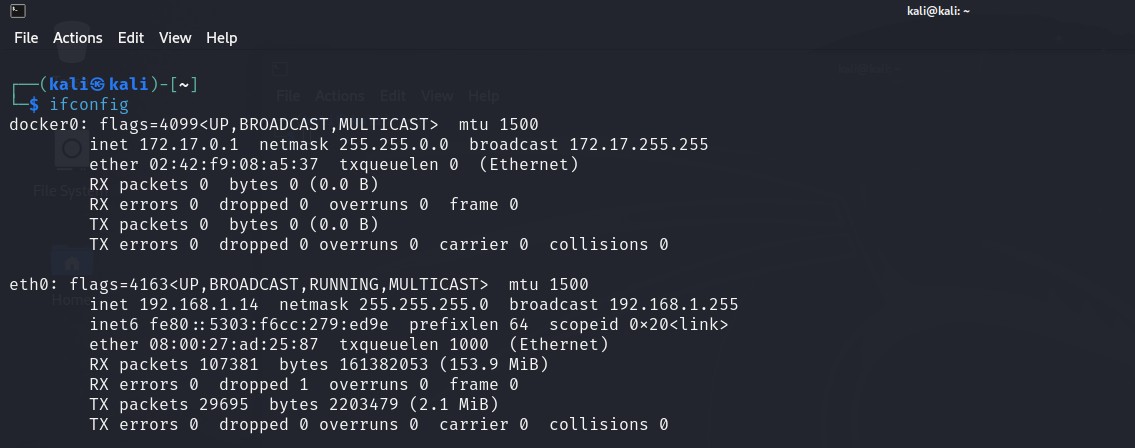 kali@kali: ~
File Actions Edit View Help
┌──(kali㉿kali)-[~]
└─$ ifconfig
docker0: flags=4099<UP,BROADCAST,MULTICAST>  mtu 1500
        inet 172.17.0.1  netmask 255.255.0.0  broadcast 172.17.255.255
        ether 02:42:f9:08:a5:37  txqueuelen 0  (Ethernet)
        RX packets 0  bytes 0 (0.0 B)
        RX errors 0  dropped 0  overruns 0  frame 0
        TX packets 0  bytes 0 (0.0 B)
        TX errors 0  dropped 0 overruns 0  carrier 0  collisions 0

eth0: flags=4163<UP,BROADCAST,RUNNING,MULTICAST>  mtu 1500
        inet 192.168.1.14  netmask 255.255.255.0  broadcast 192.168.1.255
        inet6 fe80::5303:f6cc:279:ed9e  prefixlen 64  scopeid 0x20<link>
        ether 08:00:27:ad:25:87  txqueuelen 1000  (Ethernet)
        RX packets 107381  bytes 161382053 (153.9 MiB)
        RX errors 0  dropped 1  overruns 0  frame 0
        TX packets 29695  bytes 2203479 (2.1 MiB)
        TX errors 0  dropped 0 overruns 0  carrier 0  collisions 0
File Actions Edit View Help
Home